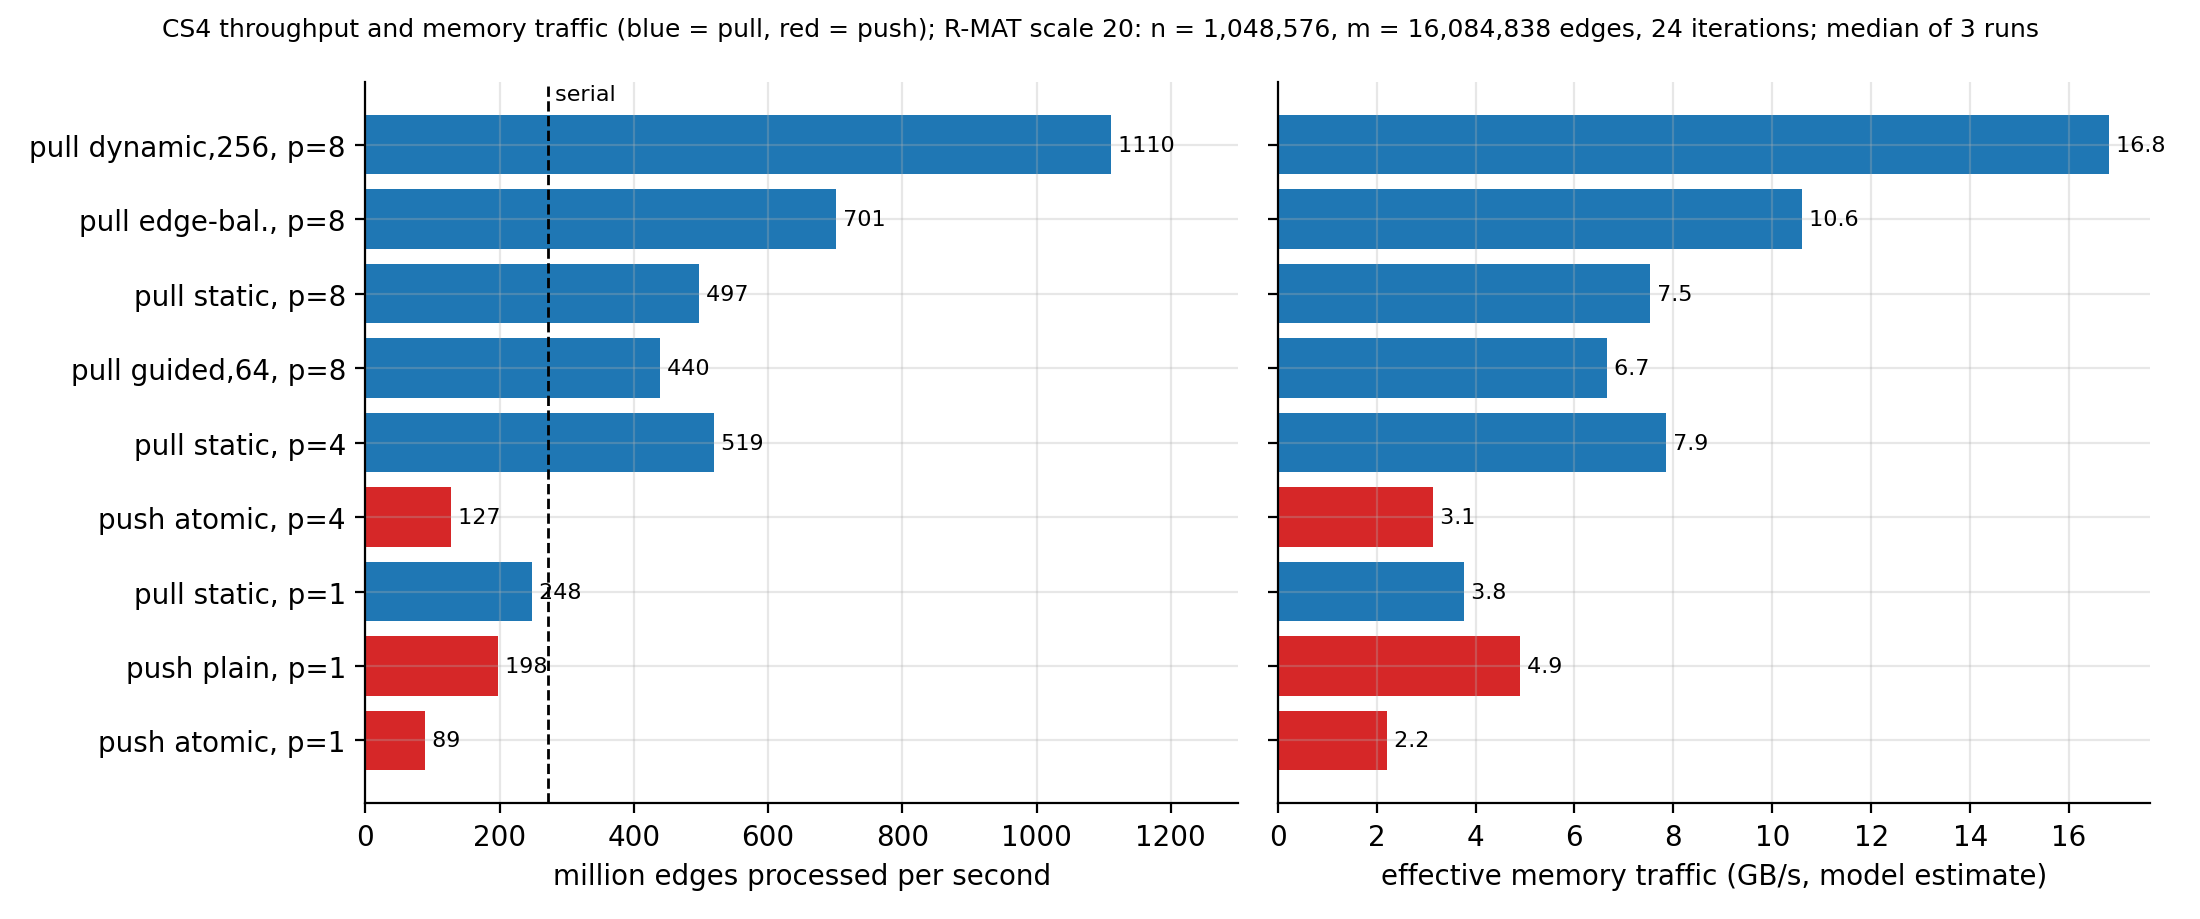 CS4 throughput and memory traffic (blue = pull, red = push); R-MAT scale 20: n = 1,048,576, m = 16,084,838 edges, 24 iterations; median of 3 runs
serial
pull dynamic,256, p=8
1110
16.8
pull edge-bal., p=8
701
10.6
pull static, p=8
497
7.5
pull guided,64, p=8
440
6.7
pull static, p=4
519
7.9
push atomic, p=4
127
3.1
pull static, p=1
248
3.8
push plain, p=1
198
4.9
push atomic, p=1
89
2.2
0 200 400 600 800 1000 1200
0 2 4 6 8 10 12 14 16
million edges processed per second
effective memory traffic (GB/s, model estimate)